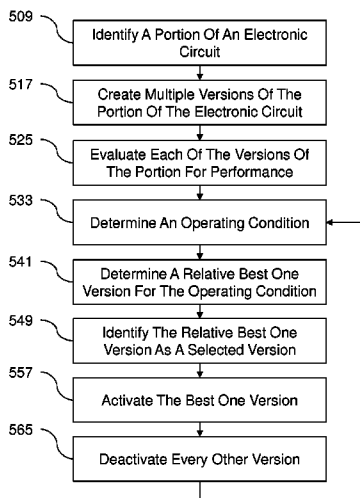 509
Identify A Portion Of An Electronic
Circuit
517
Create Multiple Versions Of The
Portion Of The Electronic Circuit
525
Evaluate Each Of The Versions Of
The Portion For Performance
533
Determine An Operating Condition
541
Determine A Relative Best One
Version For The Operating Condition
549
Identify The Relative Best One
Version As A Selected Version
557
Activate The Best One Version
565
Deactivate Every Other Version